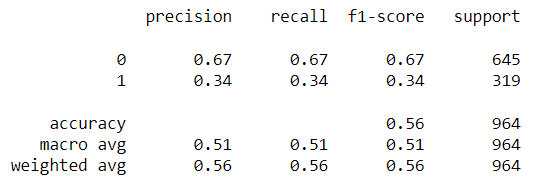 precision recall f1-score support
0 0.67 0.67 0.67 645
1 0.34 0.34 0.34 319
accuracy 0.56 964
macro avg 0.51 0.51 0.51 964
weighted avg 0.56 0.56 0.56 964